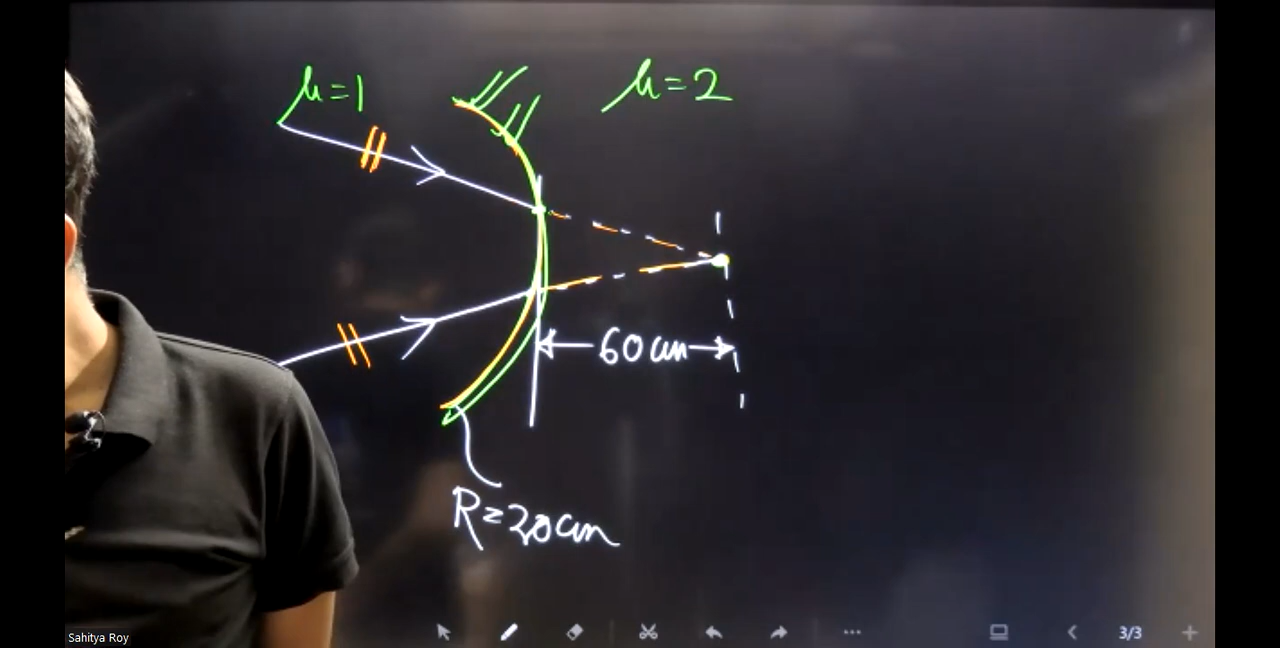 μ=1
μ=2
60 cm
R=20cm
Sahitya Roy
3/3